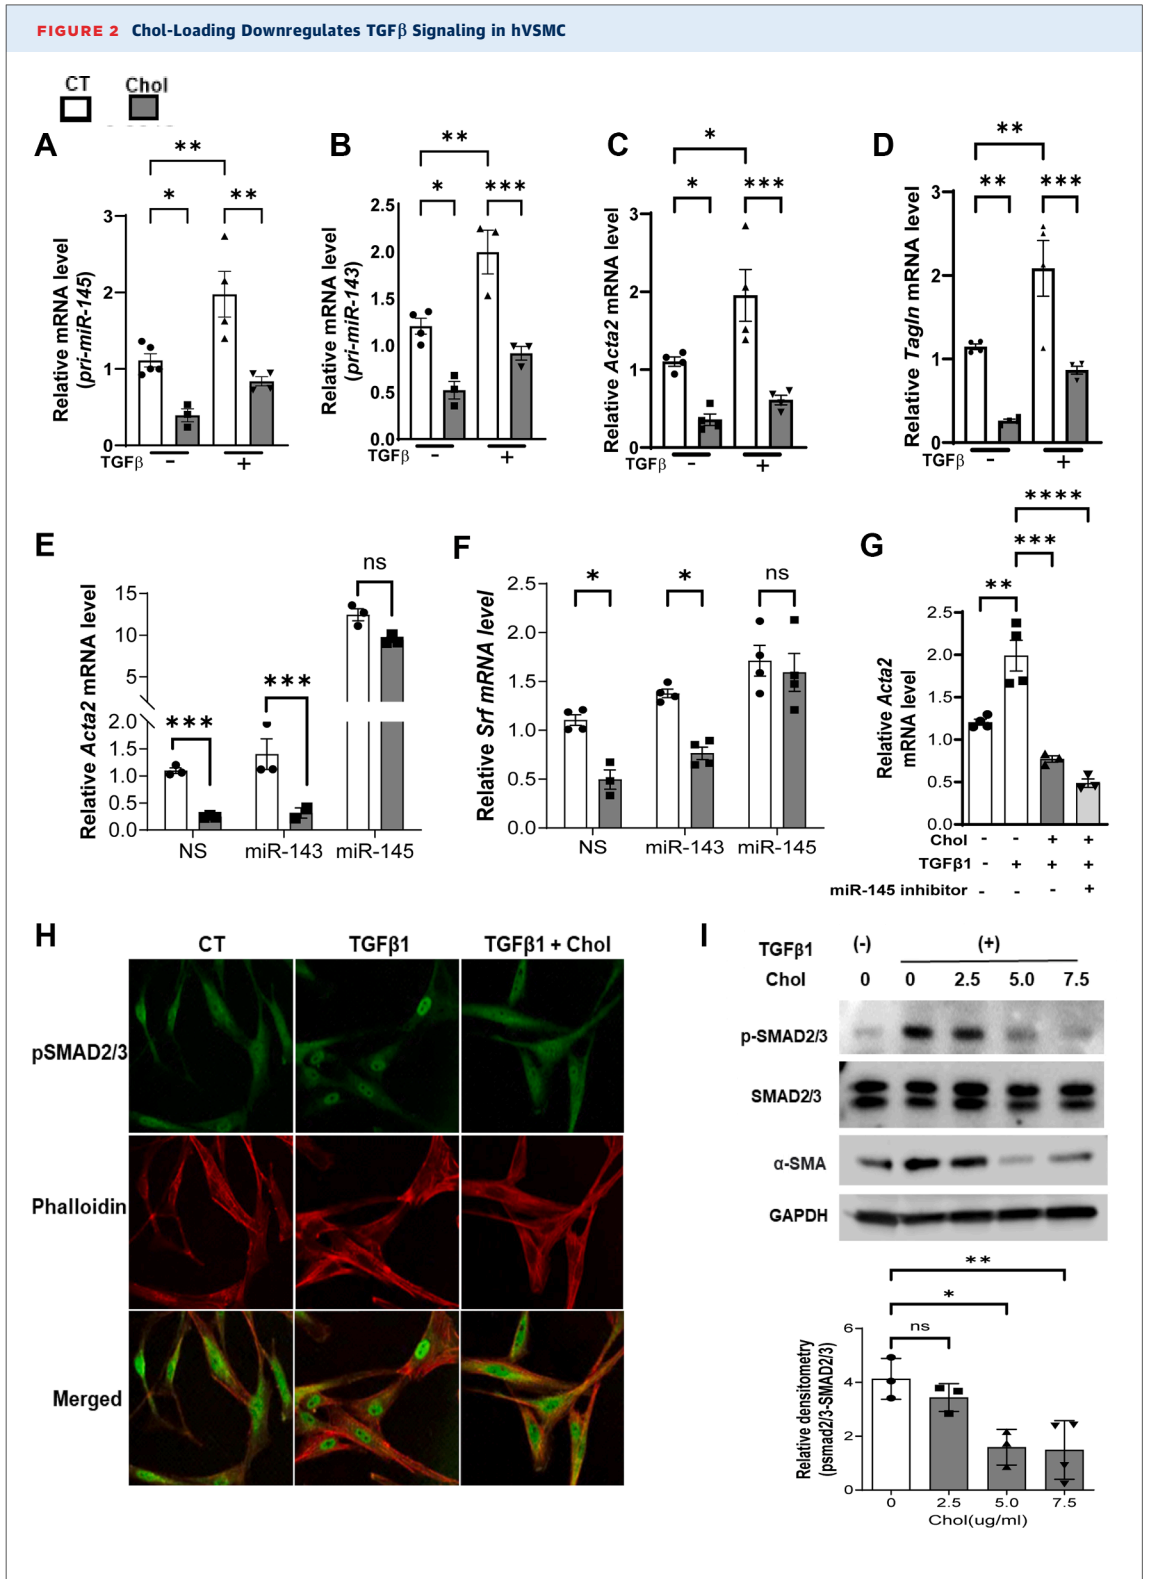 FIGURE 2 Chol-Loading Downregulates TGFβ Signaling in hVSMC
CT Chol
A
** 
* **
Relative mRNA level
(pri-miR-145)
3
2
1
0
TGFβ - +
B
**
* ***
Relative mRNA level
(pri-miR-143)
2.5
2.0
1.5
1.0
0.5
0.0
TGFβ - +
C
*
* ***
Relative Acta2 mRNA level
3
2
1
0
TGFβ - +
D
**
** ***
Relative Tagln mRNA level
3
2
1
0
TGFβ - +
E
Relative Acta2 mRNA level
15
10
5
2.0
1.5
1.0
0.5
0.0
*** *** ns
NS miR-143 miR-145
F
Relative Srf mRNA level
2.5
2.0
1.5
1.0
0.5
0.0
* * ns
NS miR-143 miR-145
G
****
***
**
Relative Acta2
mRNA level
2.5
2.0
1.5
1.0
0.5
0.0
Chol - - + +
TGFβ1 - + + +
miR-145 inhibitor - - - +
H
CT TGFβ1 TGFβ1 + Chol
pSMAD2/3
Phalloidin
Merged
I
TGFβ1 (-) (+)
Chol 0 0 2.5 5.0 7.5
p-SMAD2/3
SMAD2/3
α-SMA
GAPDH
**
*
ns
Relative densitometry
(psmad2/3-SMAD2/3)
6
4
2
0
0 2.5 5.0 7.5
Chol(ug/ml)